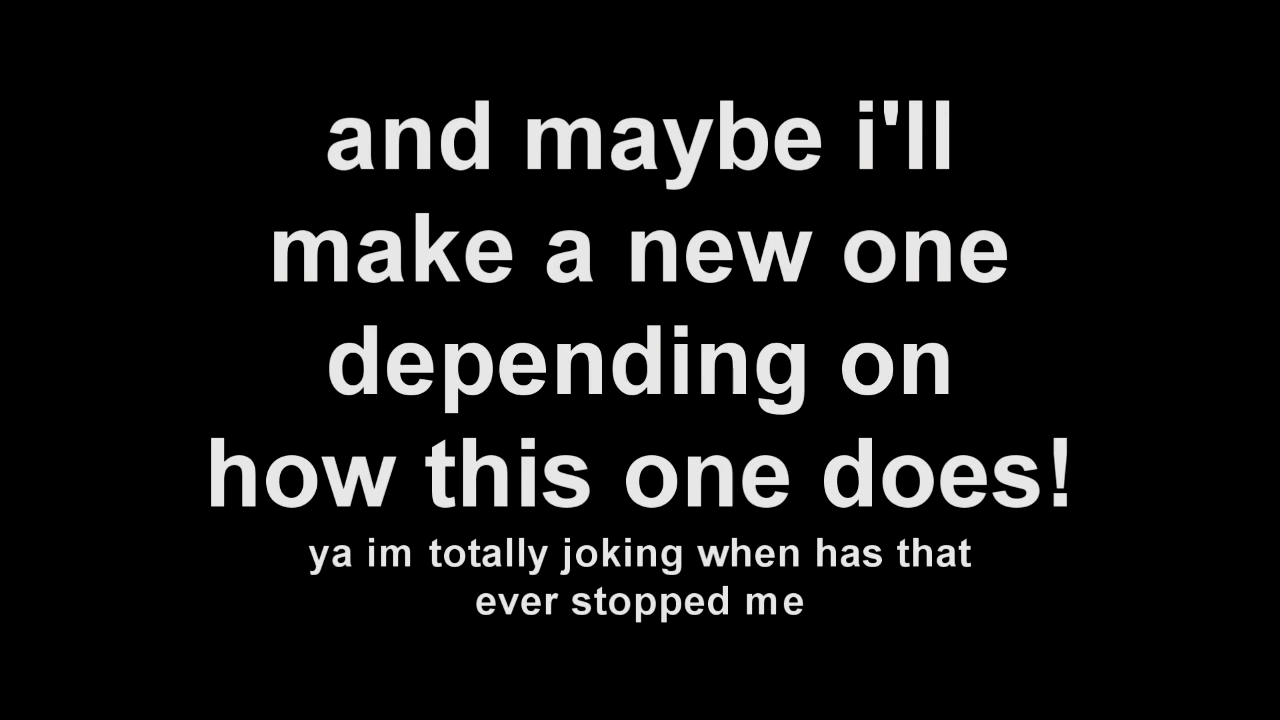 and maybe i'll
make a new one
depending on
how this one does!
ya im totally joking when has that
ever stopped me